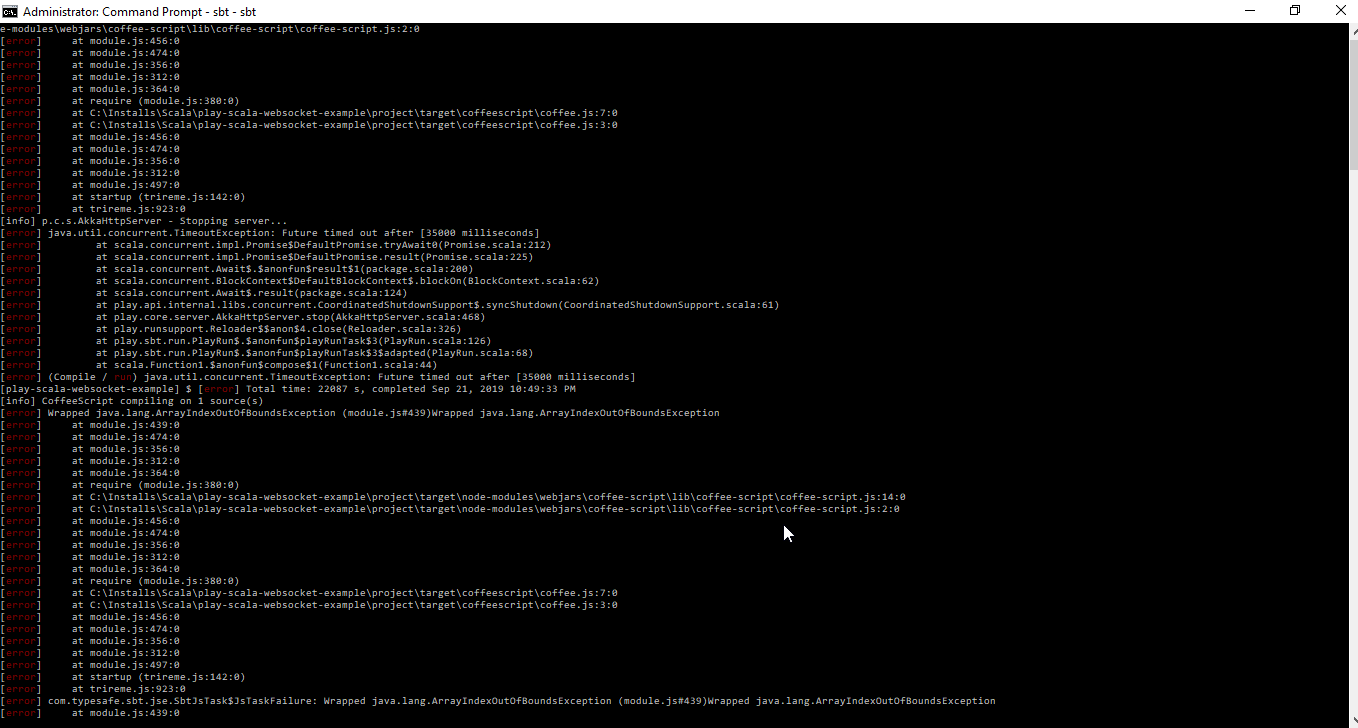 Administrator: Command Prompt - sbt - sbt
e-modules\webjars\coffee-script\lib\coffee-script\coffee-script.js:2:0
[error]     at module.js:456:0
[error]     at module.js:474:0
[error]     at module.js:356:0
[error]     at module.js:312:0
[error]     at module.js:364:0
[error]     at require (module.js:380:0)
[error]     at C:\Installs\Scala\play-scala-websocket-example\project\target\coffeescript\coffee.js:7:0
[error]     at C:\Installs\Scala\play-scala-websocket-example\project\target\coffeescript\coffee.js:3:0
[error]     at module.js:456:0
[error]     at module.js:474:0
[error]     at module.js:356:0
[error]     at module.js:312:0
[error]     at module.js:497:0
[error]     at startup (trireme.js:142:0)
[error]     at trireme.js:923:0
[info] p.c.s.AkkaHttpServer - Stopping server...
[error] java.util.concurrent.TimeoutException: Future timed out after [35000 milliseconds]
[error]         at scala.concurrent.impl.Promise$DefaultPromise.tryAwait0(Promise.scala:212)
[error]         at scala.concurrent.impl.Promise$DefaultPromise.result(Promise.scala:225)
[error]         at scala.concurrent.Await$.$anonfun$result$1(package.scala:200)
[error]         at scala.concurrent.BlockContext$DefaultBlockContext$.blockOn(BlockContext.scala:62)
[error]         at scala.concurrent.Await$.result(package.scala:124)
[error]         at play.api.internal.libs.concurrent.CoordinatedShutdownSupport$.syncShutdown(CoordinatedShutdownSupport.scala:61)
[error]         at play.core.server.AkkaHttpServer.stop(AkkaHttpServer.scala:468)
[error]         at play.runsupport.Reloader$$anon$4.close(Reloader.scala:326)
[error]         at play.sbt.run.PlayRun$.$anonfun$playRunTask$3(PlayRun.scala:126)
[error]         at play.sbt.run.PlayRun$.$anonfun$playRunTask$3$adapted(PlayRun.scala:68)
[error]         at scala.Function1.$anonfun$compose$1(Function1.scala:44)
[error] (Compile / run) java.util.concurrent.TimeoutException: Future timed out after [35000 milliseconds]
[play-scala-websocket-example] $ [error] Total time: 22087 s, completed Sep 21, 2019 10:49:33 PM
[info] CoffeeScript compiling on 1 source(s)
[error] Wrapped java.lang.ArrayIndexOutOfBoundsException (module.js#439)Wrapped java.lang.ArrayIndexOutOfBoundsException
[error]     at module.js:439:0
[error]     at module.js:474:0
[error]     at module.js:356:0
[error]     at module.js:312:0
[error]     at module.js:364:0
[error]     at require (module.js:380:0)
[error]     at C:\Installs\Scala\play-scala-websocket-example\project\target\node-modules\webjars\coffee-script\lib\coffee-script\coffee-script.js:14:0
[error]     at C:\Installs\Scala\play-scala-websocket-example\project\target\node-modules\webjars\coffee-script\lib\coffee-script\coffee-script.js:2:0
[error]     at module.js:456:0
[error]     at module.js:474:0
[error]     at module.js:356:0
[error]     at module.js:312:0
[error]     at module.js:364:0
[error]     at require (module.js:380:0)
[error]     at C:\Installs\Scala\play-scala-websocket-example\project\target\coffeescript\coffee.js:7:0
[error]     at C:\Installs\Scala\play-scala-websocket-example\project\target\coffeescript\coffee.js:3:0
[error]     at module.js:456:0
[error]     at module.js:474:0
[error]     at module.js:356:0
[error]     at module.js:312:0
[error]     at module.js:497:0
[error]     at startup (trireme.js:142:0)
[error]     at trireme.js:923:0
[error] com.typesafe.sbt.jse.SbtJsTask$JsTaskFailure: Wrapped java.lang.ArrayIndexOutOfBoundsException (module.js#439)Wrapped java.lang.ArrayIndexOutOfBoundsException
[error]     at module.js:439:0